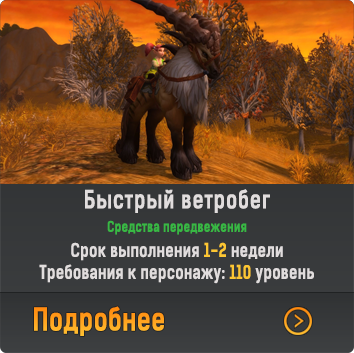 Быстрый ветробег
Средства передвежения
Срок выполнения 1-2 недели
Требования к персонажу: 110 уровень
Подробнее